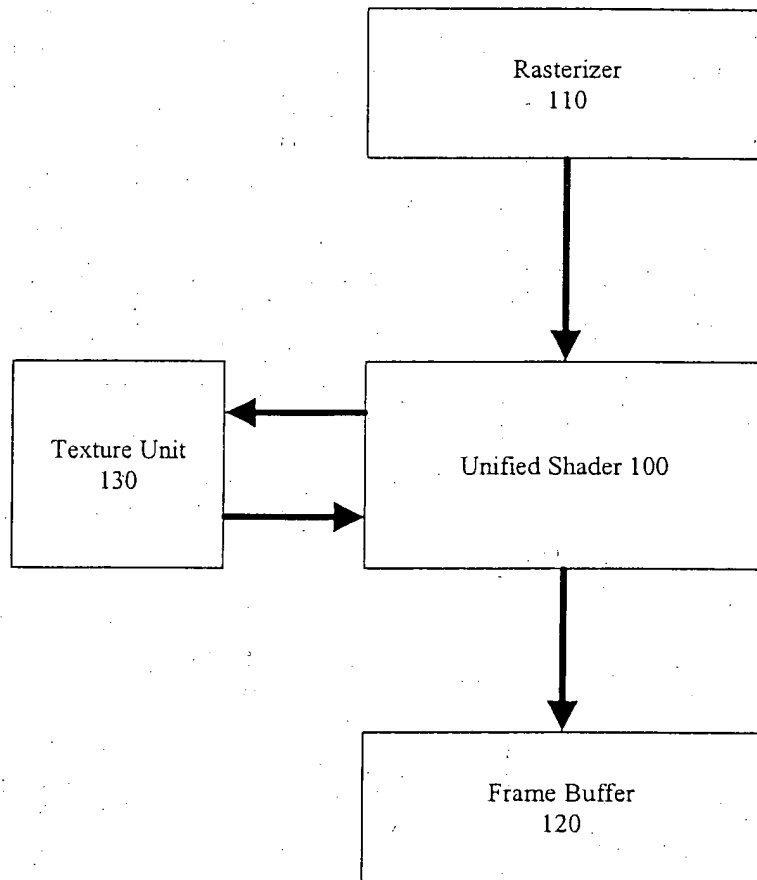 Rasterizer
110
Texture Unit
130
Unified Shader 100
Frame Buffer
120